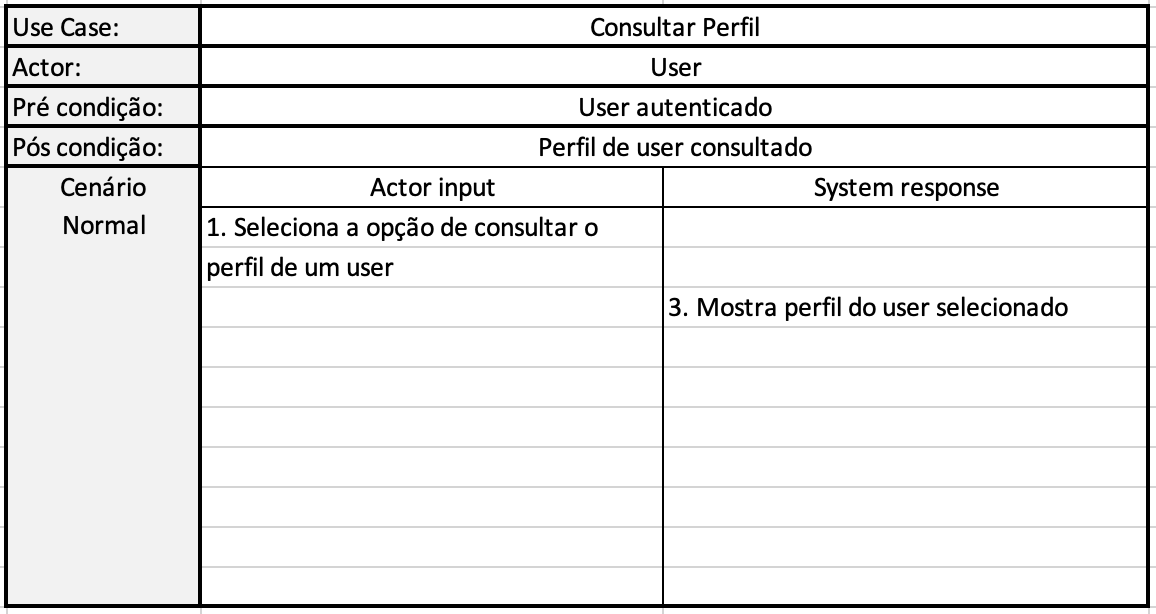 Use Case: Consultar Perfil
Actor: User
Pré condição: User autenticado
Pós condição: Perfil de user consultado
Cenário Actor input System response
Normal 1. Seleciona a opção de consultar o
perfil de um user
3. Mostra perfil do user selecionado